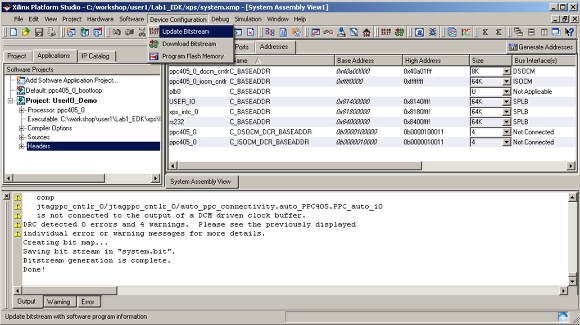 Xilinx Platform Studio - C:/workshop/user1/Lab1_EDK/xps/system.xmp - [System Assembly View1]
File Edit View Project Hardware Software Device Configuration Debug Simulation Window Help
Update Bitstream
Download Bitstream
Program Flash Memory
Project Applications IP Catalog
Ports Addresses
Generate Addresses
Software Projects
Add Software Application Project...
Default: ppc405_0_bootloop
Project: UserIO_Demo
Processor: ppc405_0
Executable: C:\workshop\user1\Lab1_EDK\xps\
Compiler Options
Sources
Headers
ame Base Address High Address Size Bus Interface(s)
ppc405_0_docm_cntlr C_BASEADDR 0x40a00000 0x40a01fff 8K DSOCM
ppc405_0_iocm_cntlr C_BASEADDR 0xffff0000 0xffffffff 64K ISOCM
plb0 C_BASEADDR U Not Applicable
USER_IO C_BASEADDR 0x81400000 0x8140ffff 64K SPLB
xps_intc_0 C_BASEADDR 0x81800000 0x8180ffff 64K SPLB
rs232 C_BASEADDR 0x84000000 0x8400ffff 64K SPLB
ppc405_0 C_DSOCM_DCR_BASEADDR 0b0000100000 0b0000100011 4 Not Connected
ppc405_0 C_ISOCM_DCR_BASEADDR 0b0000010000 0b0000010011 4 Not Connected
System Assembly View
comp
jtagppc_cntlr_0/jtagppc_cntlr_0/auto_ppc_connectivity.auto_PPC405.PPC_auto_i0
is not connected to the output of a DCM driven clock buffer.
DRC detected 0 errors and 4 warnings. Please see the previously displayed
individual error or warning messages for more details.
Creating bit map...
Saving bit stream in "system.bit".
Bitstream generation is complete.
Done!
Output Warning Error
Update bitstream with software program information